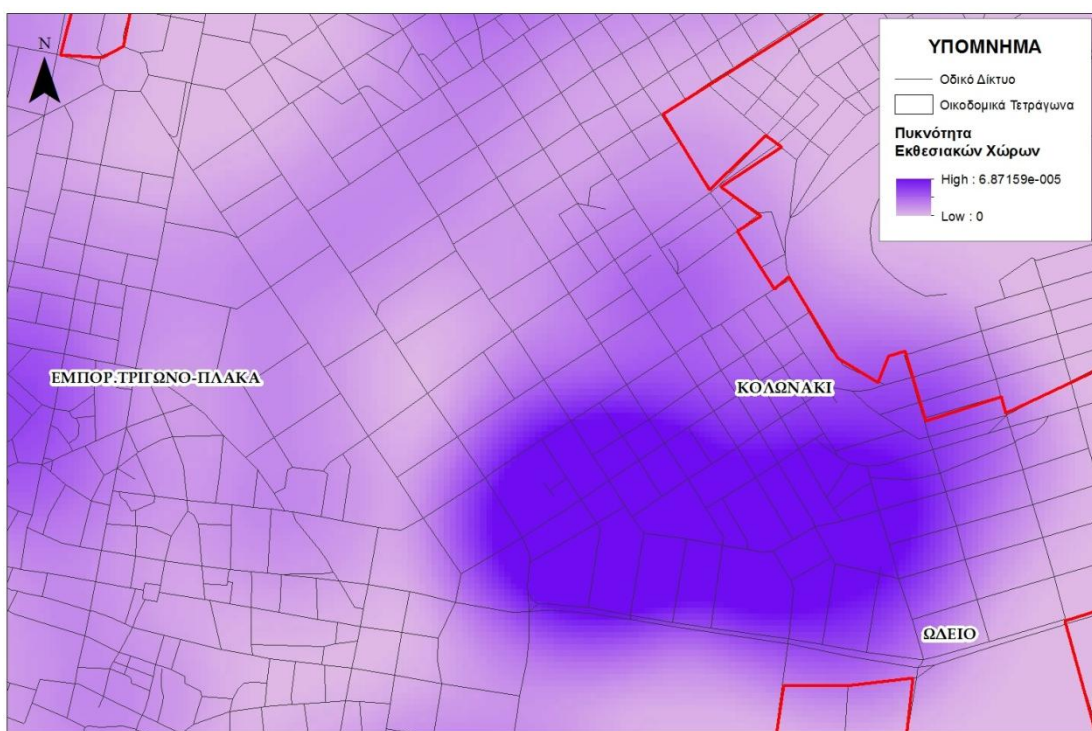 N
ΥΠΟΜΝΗΜΑ
Οδικό Δίκτυο
Οικοδομικά Τετράγωνα
Πυκνότητα
Εκθεσιακών Χώρων
High : 6.87159e-005
Low : 0
ΕΜΠΟΡ.ΤΡΙΓΩΝΟ-ΠΛΑΚΑ
ΚΟΛΩΝΑΚΙ
ΩΔΕΙΟ